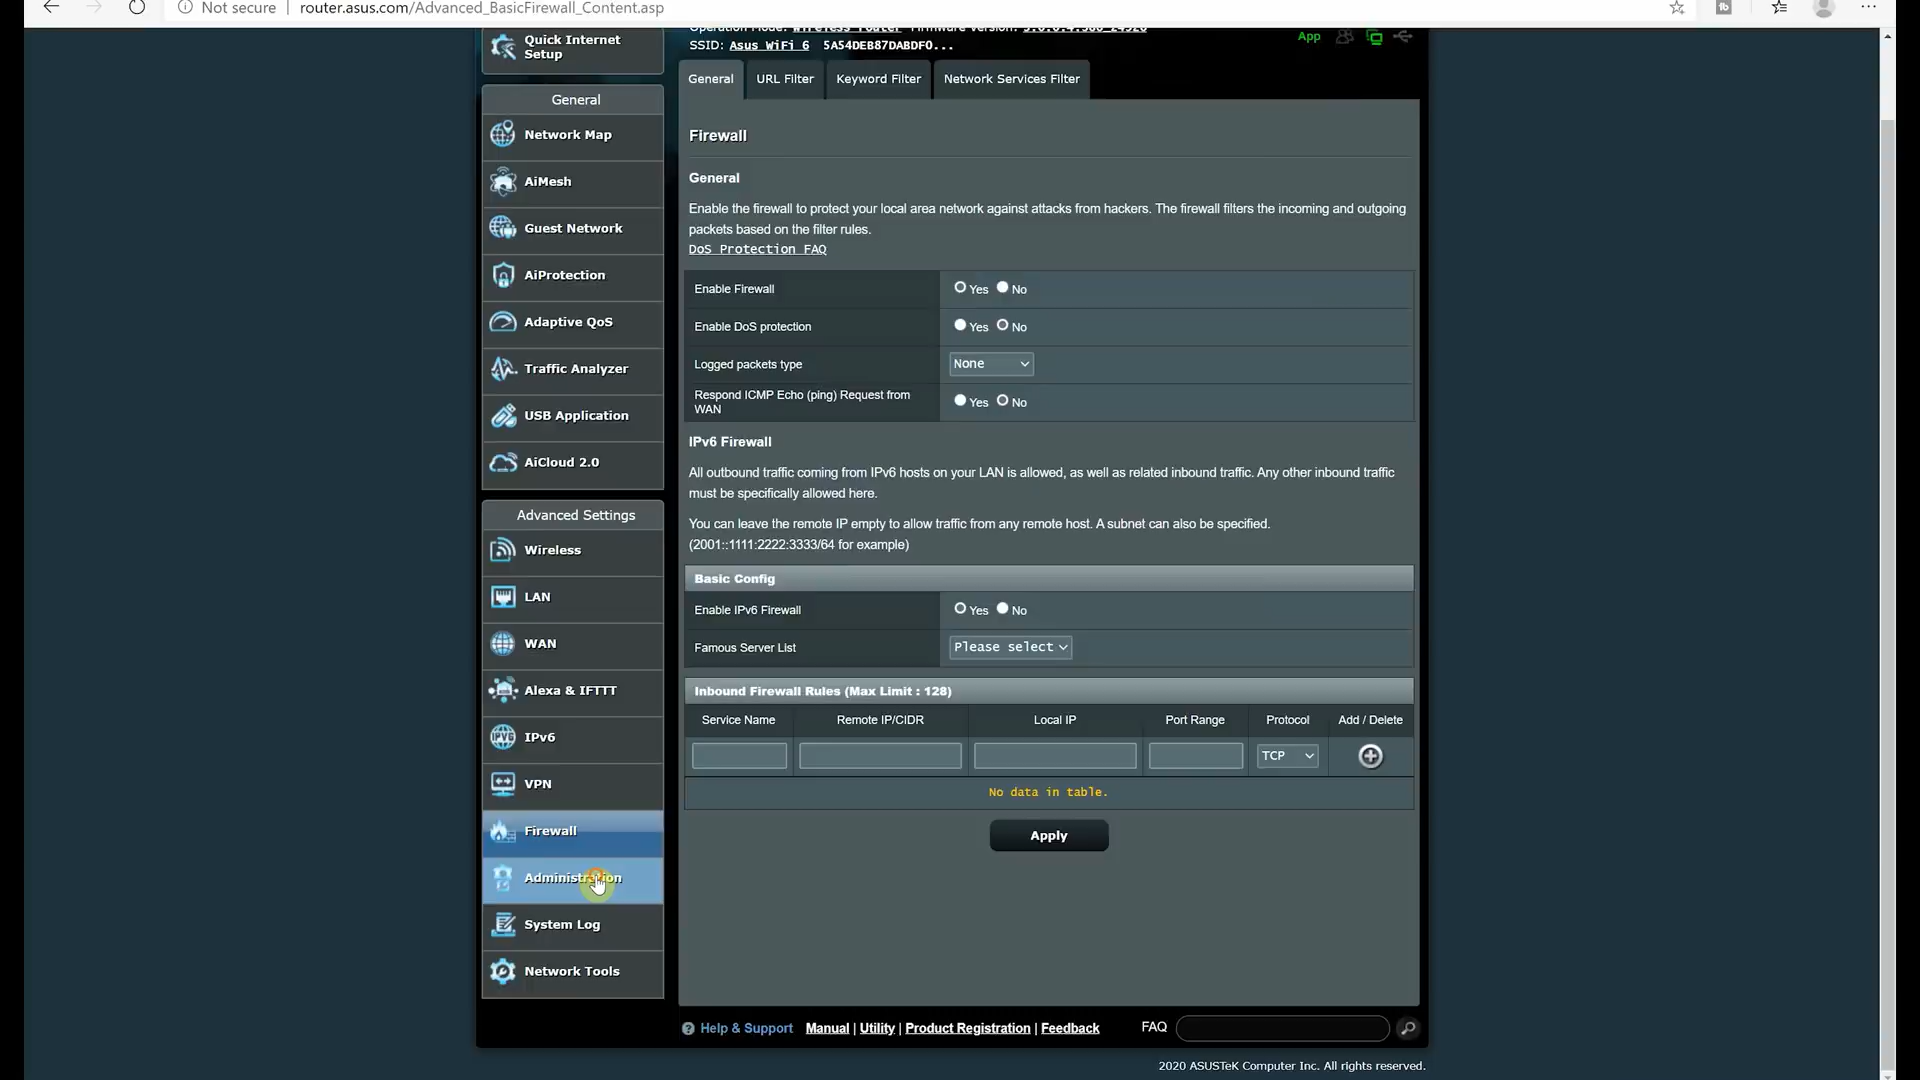 Not secure | router.asus.com/Advanced_BasicFirewall_Content.asp
Quick Internet
Setup
General
Network Map
AiMesh
Guest Network
AiProtection
Adaptive QoS
Traffic Analyzer
USB Application
AiCloud 2.0
Advanced Settings
Wireless
LAN
WAN
Alexa & IFTTT
IPv6
VPN
Firewall
Administration
System Log
Network Tools
Operation Mode: Wireless router Firmware Version:
SSID: Asus WiFi 6 5A54DEB87DABDF0...
App
General
URL Filter
Keyword Filter
Network Services Filter
Firewall
General
Enable the firewall to protect your local area network against attacks from hackers. The firewall filters the incoming and outgoing
packets based on the filter rules.
DoS Protection FAQ
Enable Firewall Yes No
Enable DoS protection Yes No
Logged packets type None
Respond ICMP Echo (ping) Request from
WAN
Yes No
IPv6 Firewall
All outbound traffic coming from IPv6 hosts on your LAN is allowed, as well as related inbound traffic. Any other inbound traffic
must be specifically allowed here.
You can leave the remote IP empty to allow traffic from any remote host. A subnet can also be specified.
(2001::1111:2222:3333/64 for example)
Basic Config
Enable IPv6 Firewall Yes No
Famous Server List Please select
Inbound Firewall Rules (Max Limit : 128)
Service Name Remote IP/CIDR Local IP Port Range Protocol Add / Delete
TCP
No data in table.
Apply
Help & Support Manual | Utility | Product Registration | Feedback FAQ
2020 ASUSTeK Computer Inc. All rights reserved.